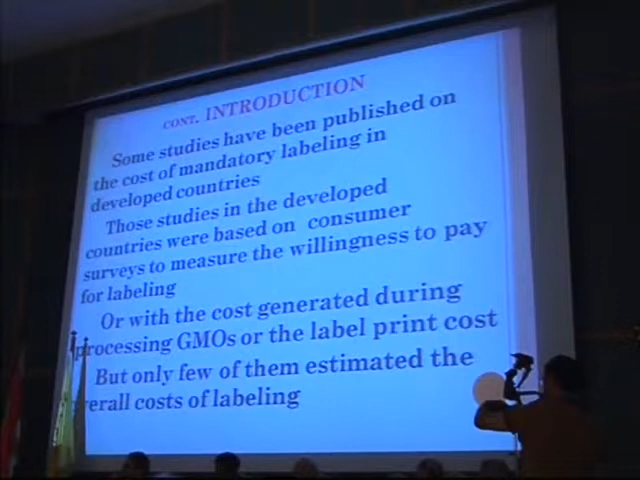 CONT. INTRODUCTION
Some studies have been published on
the cost of mandatory labeling in
developed countries
Those studies in the developed
countries were based on consumer
surveys to measure the willingness to pay
for labeling
Or with the cost generated during
processing GMOs or the label print cost
But only few of them estimated the
verall costs of labeling